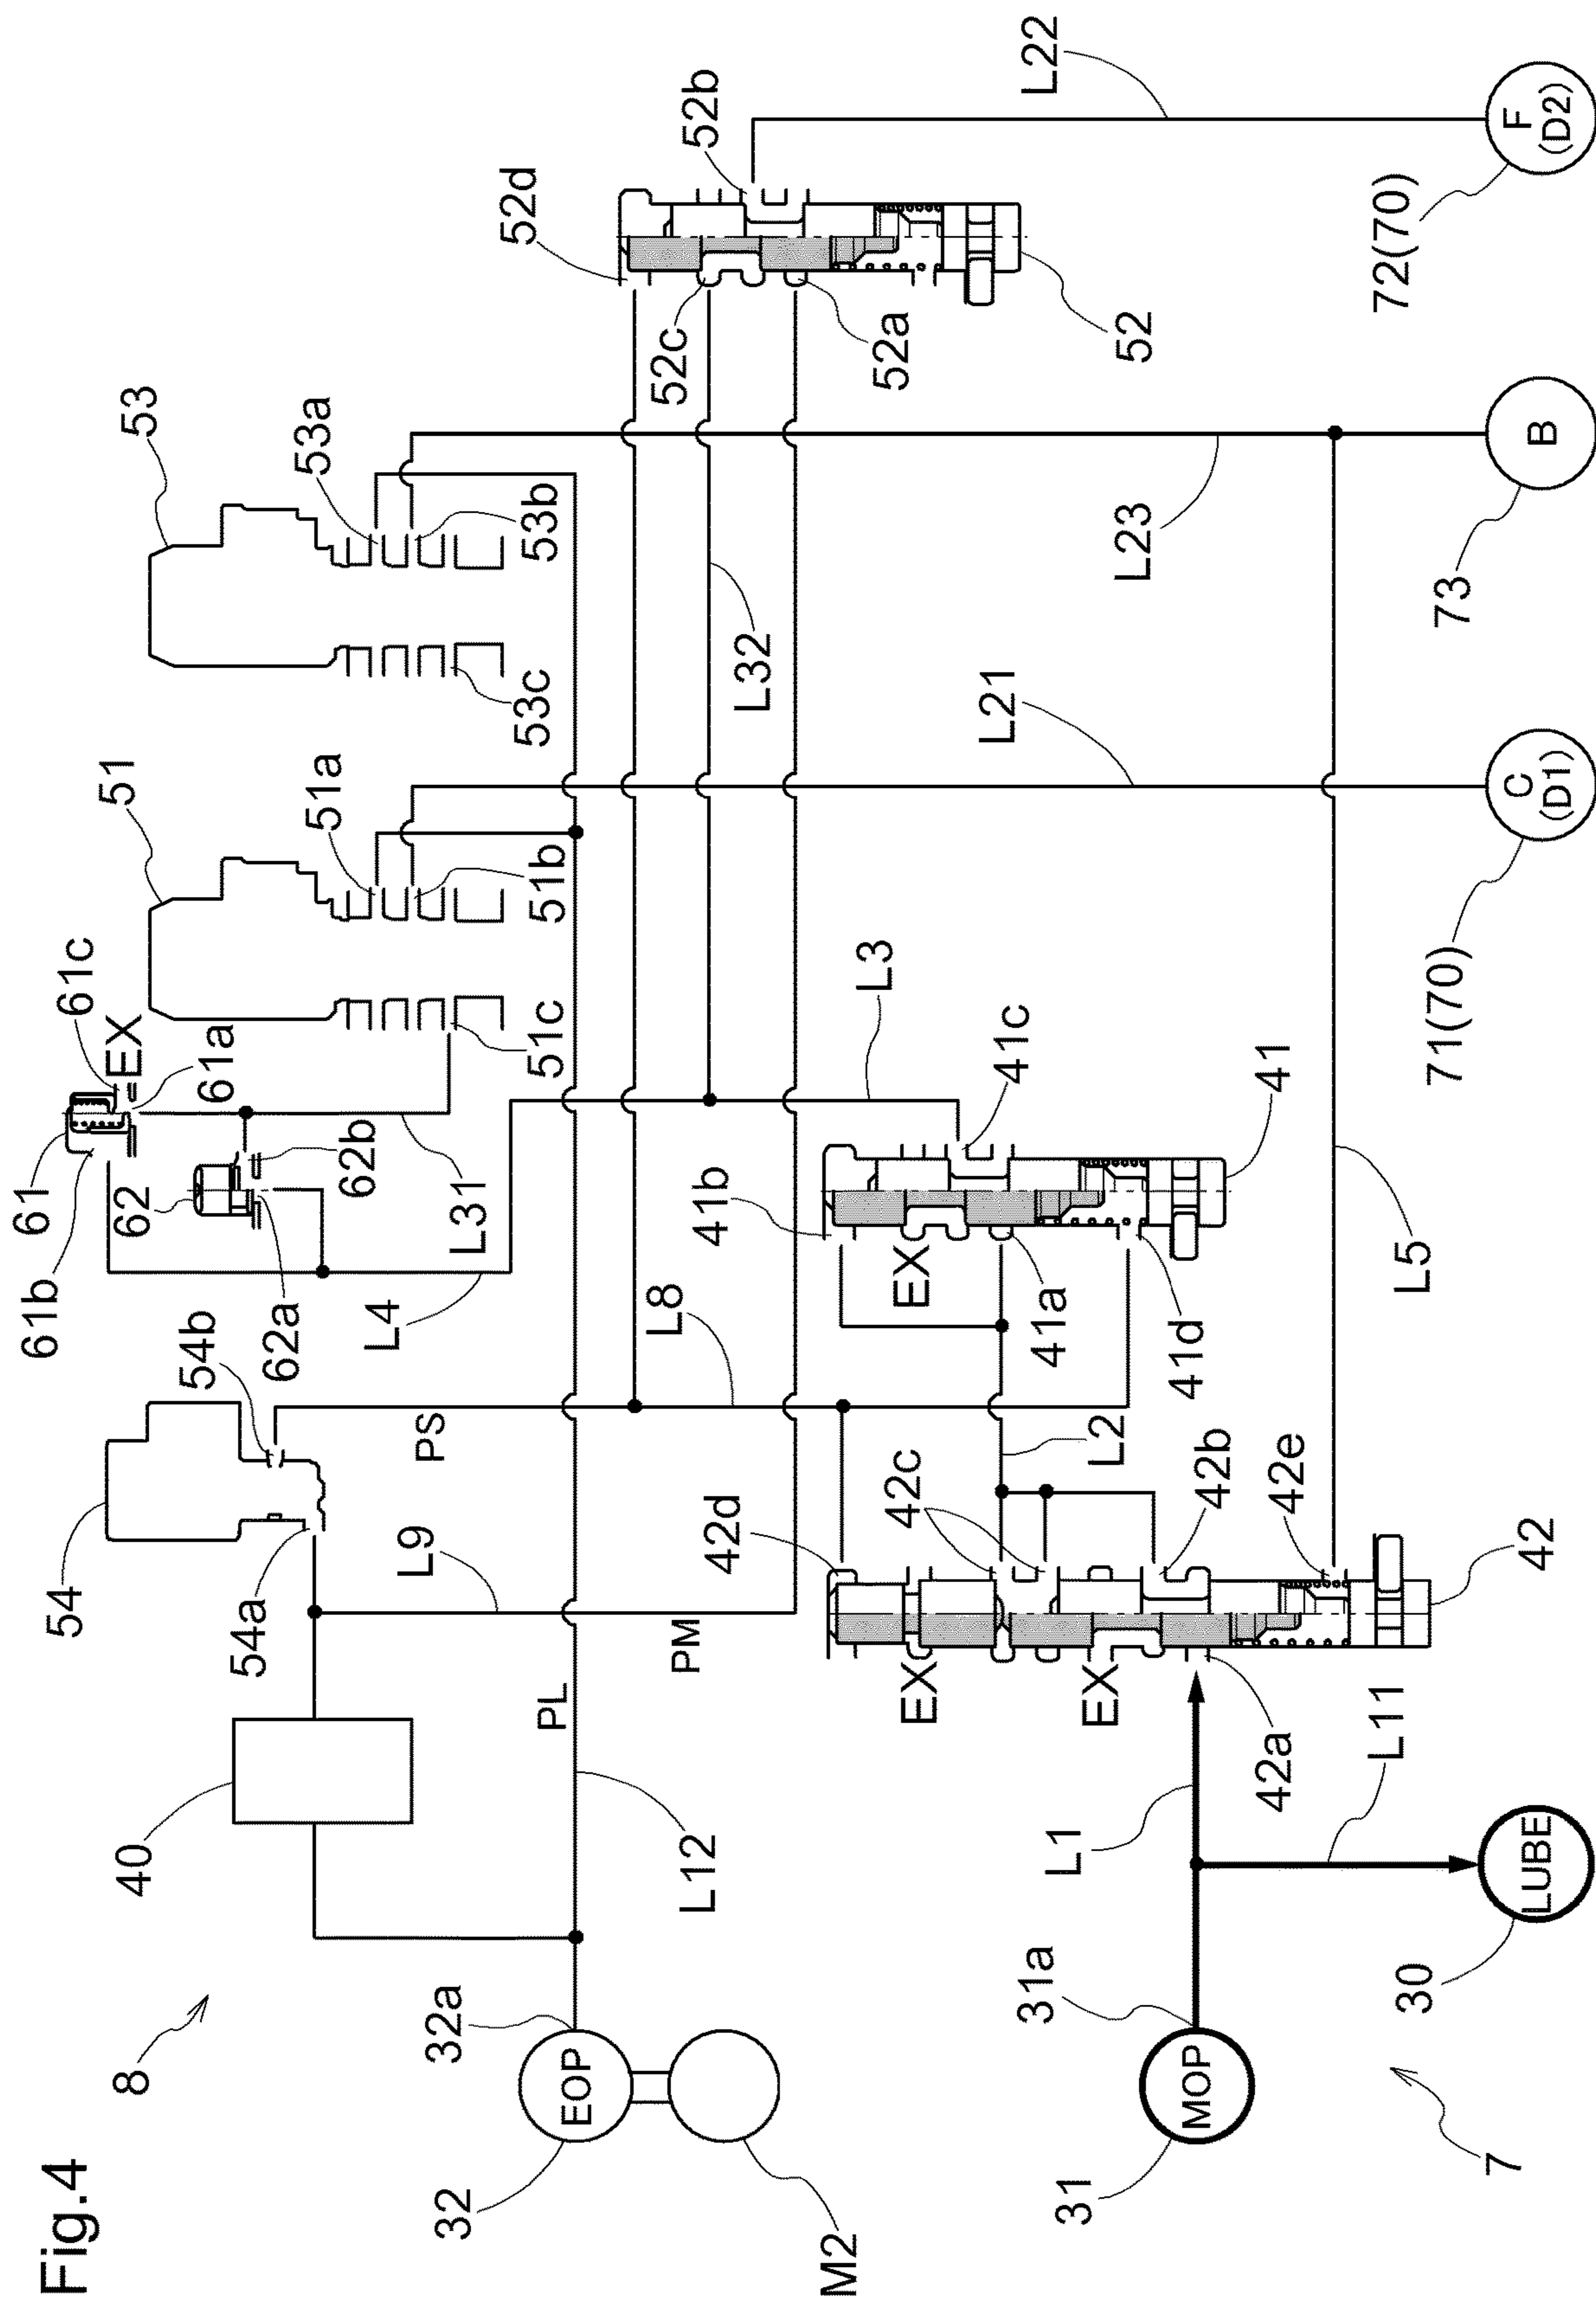 Fig.4
8
7
40
54
54a
54b
PS
L9
PM
PL
L12
32a
EOP
32
M2
31a
MOP
31
L1
L11
LUBE
30
61
61b
61c
EX
61a
62
62b
62a
L31
L4
51
51a
51b
51c
53
53a
53b
53c
52d
52b
52c
52a
52
L32
L22
F
(D2)
72(70)
B
73
L23
L21
C
(D1)
71(70)
L3
41c
41
41b
EX
41a
41d
L8
L2
L5
42d
42c
42b
42e
42
EX
EX
42a